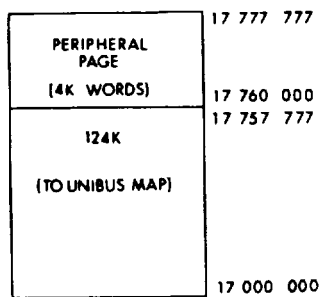 17 777 777
PERIPHERAL
PAGE
(4K WORDS)
17 760 000
17 757 777
124K
(TO UNIBUS MAP)
17 000 000